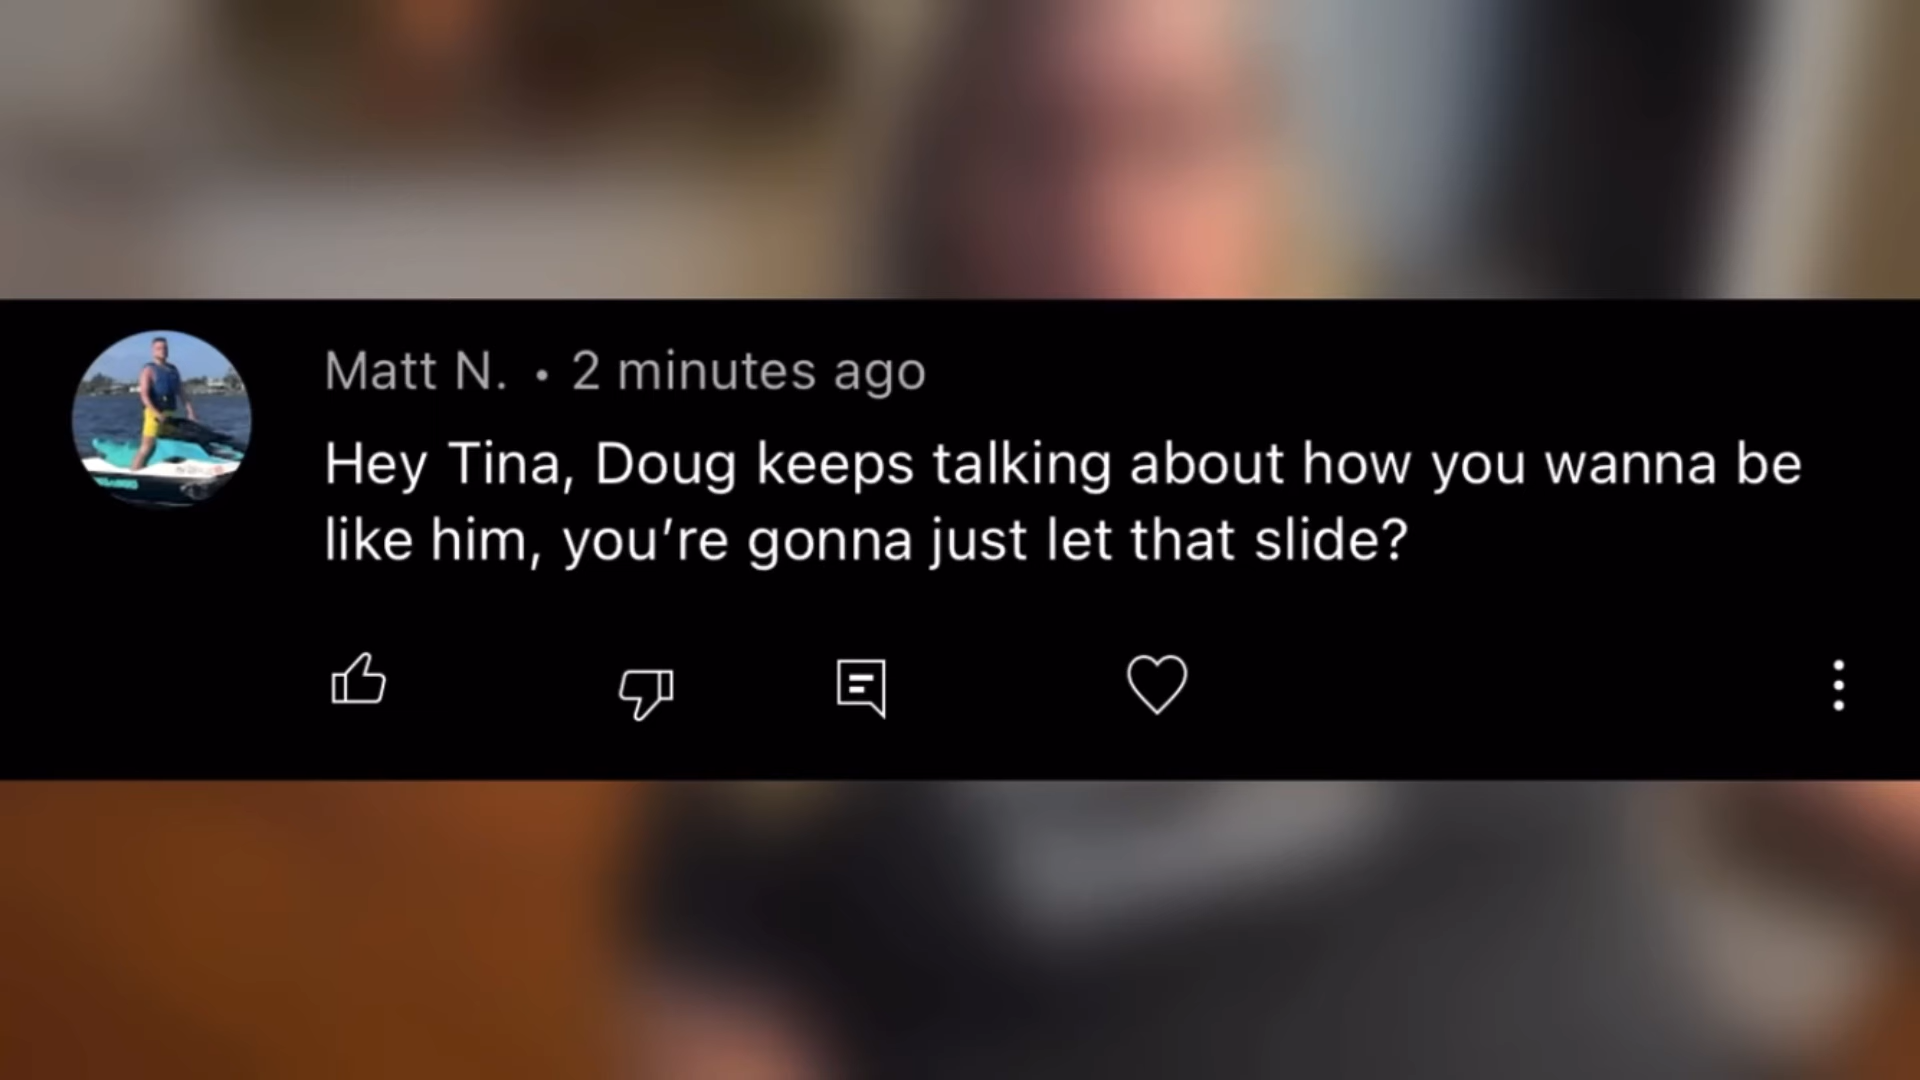 Matt N. • 2 minutes ago
Hey Tina, Doug keeps talking about how you wanna be
like him, you’re gonna just let that slide?